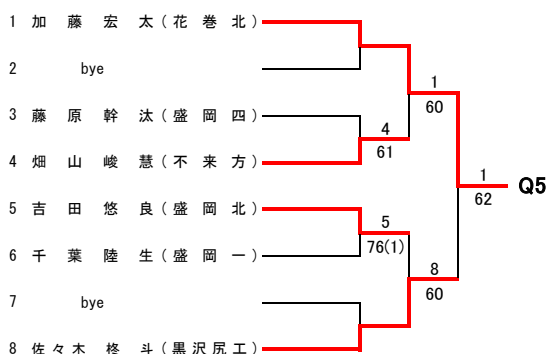 1 加 藤 宏 太 ( 花 巻 北 )
2 bye
3 藤 原 幹 汰 ( 盛 岡 四 )
4 畑 山 峻 慧 ( 不 来 方 )
5 吉 田 悠 良 ( 盛 岡 北 )
6 千 葉 陸 生 ( 盛 岡 一 )
7 bye
8 佐 々 木 柊 斗 ( 黒 沢 尻 工 )
4
61
5
76(1)
1
60
8
60
1
62
Q5